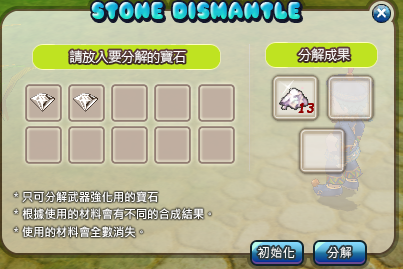 STONE DISMANTLE
請放入要分解的寶石
分解成果
13
* 只可分解武器強化用的寶石
* 根據使用的材料會有不同的合成結果。
* 使用的材料會全數消失。
初始化
分解